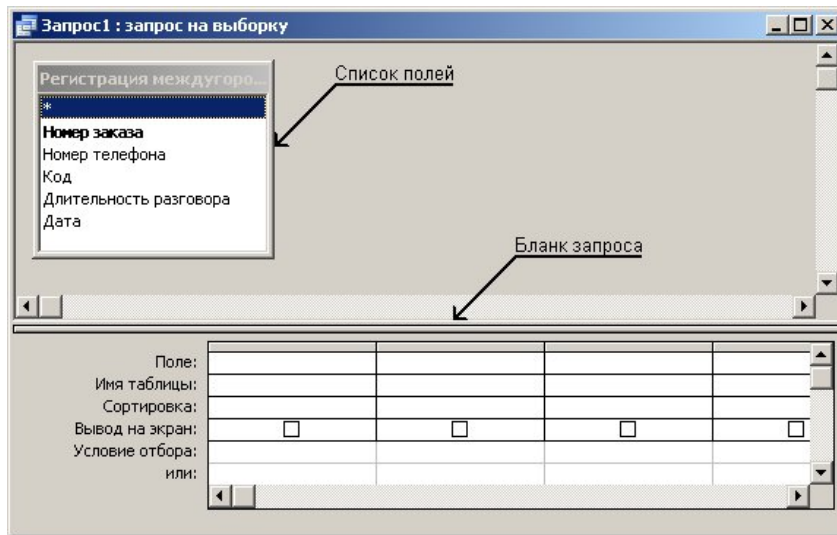 Запрос1 : запрос на выборку
Регистрация междугоро...
*
Номер заказа
Номер телефона
Код
Длительность разговора
Дата
Список полей
Бланк запроса
Поле:
Имя таблицы:
Сортировка:
Вывод на экран:
Условие отбора:
или: